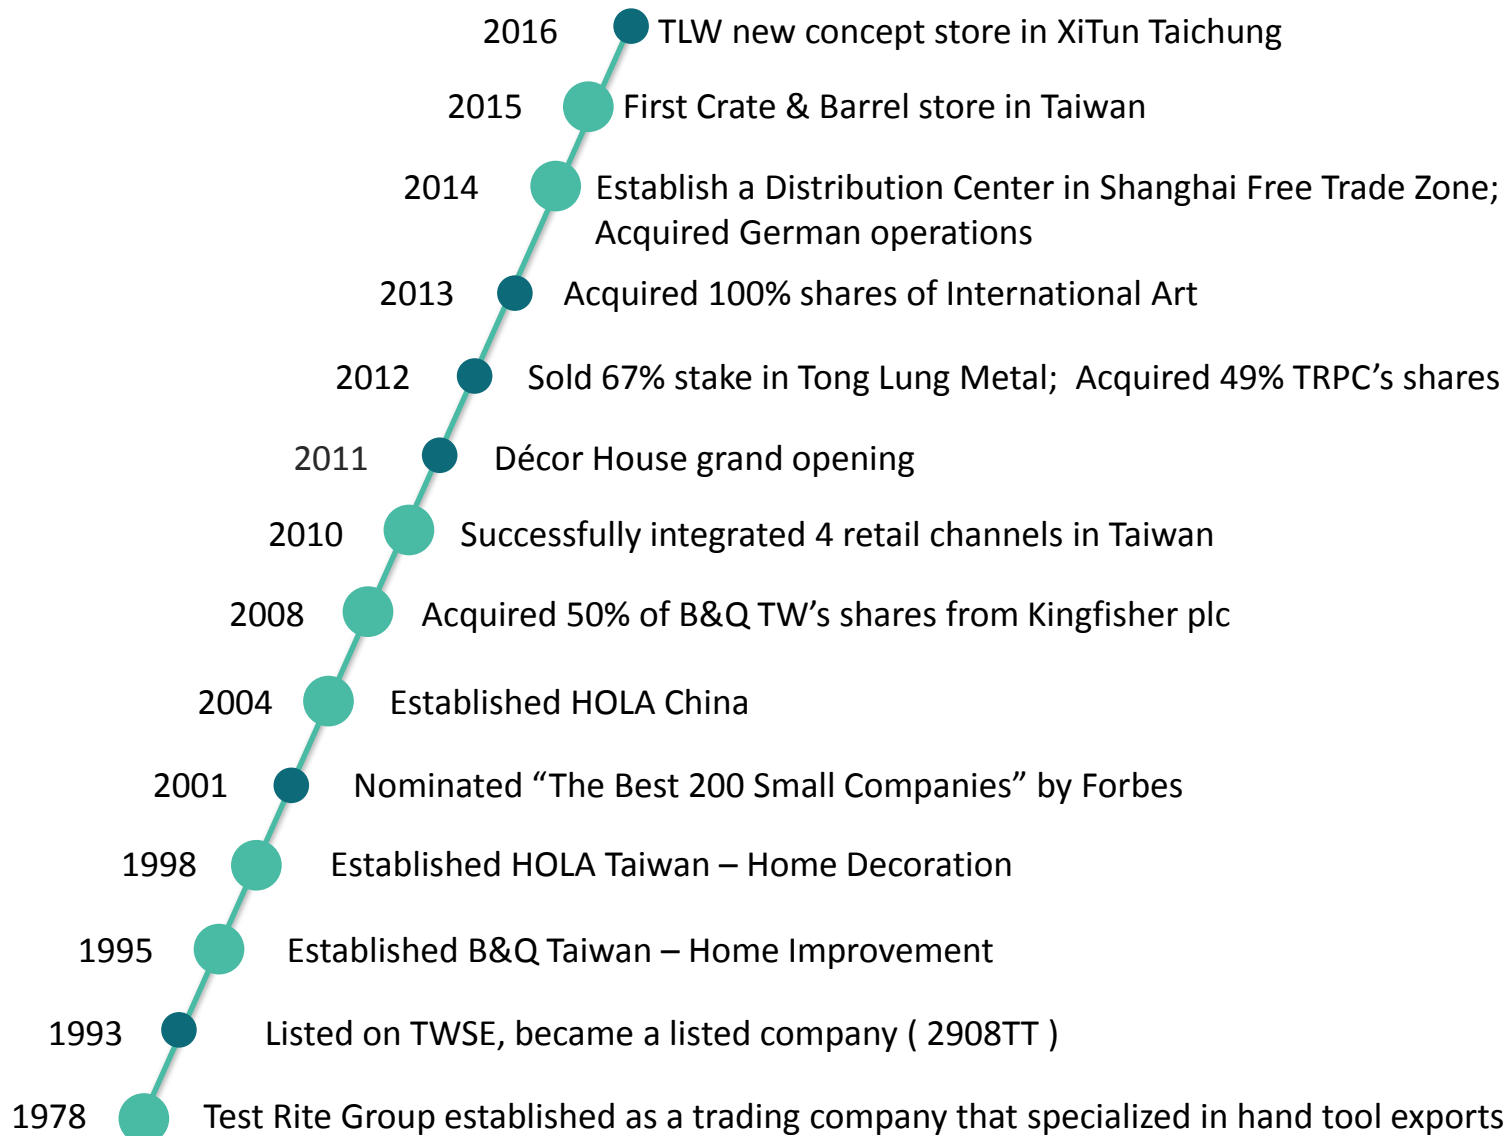 2016 TLW new concept store in XiTun Taichung
2015 First Crate & Barrel store in Taiwan
2014 Establish a Distribution Center in Shanghai Free Trade Zone;
Acquired German operations
2013 Acquired 100% shares of International Art
2012 Sold 67% stake in Tong Lung Metal;  Acquired 49% TRPC’s shares
2011 Décor House grand opening
2010 Successfully integrated 4 retail channels in Taiwan
2008 Acquired 50% of B&Q TW’s shares from Kingfisher plc
2004 Established HOLA China
2001 Nominated “The Best 200 Small Companies” by Forbes
1998 Established HOLA Taiwan – Home Decoration
1995 Established B&Q Taiwan – Home Improvement
1993 Listed on TWSE, became a listed company ( 2908TT )
1978 Test Rite Group established as a trading company that specialized in hand tool exports